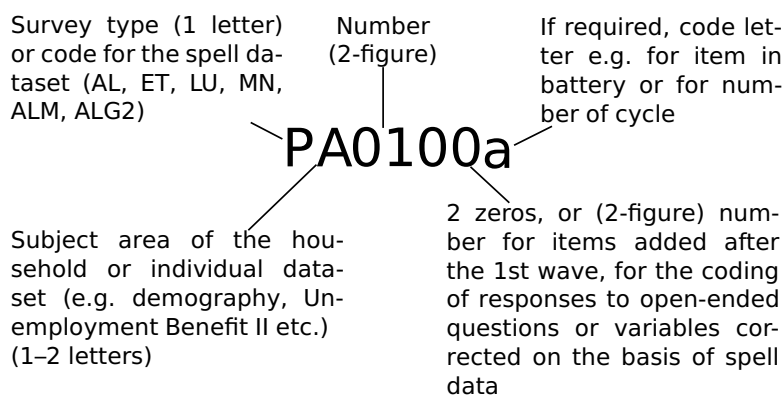 Survey type (1 letter)
or code for the spell da-
taset (AL, ET, LU, MN,
ALM, ALG2)
Number
(2-figure)
If required, code let-
ter e.g. for item in
battery or for num-
ber of cycle
PA0100a
Subject area of the hou-
sehold or individual data-
set (e.g. demography, Un-
employment Benefit II etc.)
(1–2 letters)
2 zeros, or (2-figure) num-
ber for items added after
the 1st wave, for the coding
of responses to open-ended
questions or variables cor-
rected on the basis of spell
data